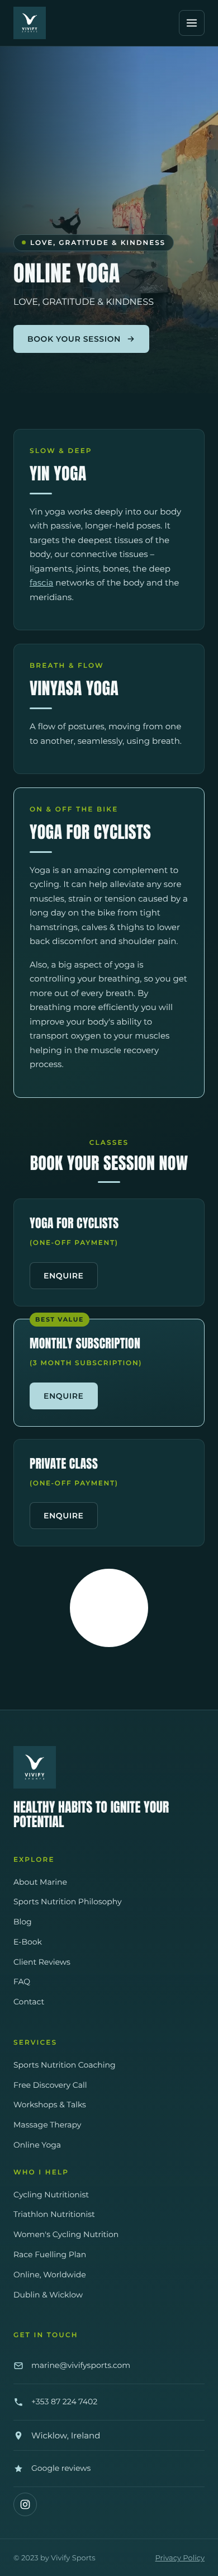 VIVIFY
SPORTS
LOVE, GRATITUDE & KINDNESS
ONLINE YOGA
LOVE, GRATITUDE & KINDNESS
BOOK YOUR SESSION →
SLOW & DEEP
YIN YOGA
Yin yoga works deeply into our body
with passive, longer-held poses. It
targets the deepest tissues of the
body, our connective tissues –
ligaments, joints, bones, the deep
fascia networks of the body and the
meridians.
BREATH & FLOW
VINYASA YOGA
A flow of postures, moving from one
to another, seamlessly, using breath.
ON & OFF THE BIKE
YOGA FOR CYCLISTS
Yoga is an amazing complement to
cycling. It can help alleviate any sore
muscles, strain or tension caused by a
long day on the bike from tight
hamstrings, calves & thighs to lower
back discomfort and shoulder pain.
Also, a big aspect of yoga is
controlling your breathing, so you get
more out of every breath. By
breathing more efficiently you will
improve your body's ability to
transport oxygen to your muscles
helping in the muscle recovery
process.
CLASSES
BOOK YOUR SESSION NOW
YOGA FOR CYCLISTS
(ONE-OFF PAYMENT)
ENQUIRE
BEST VALUE
MONTHLY SUBSCRIPTION
(3 MONTH SUBSCRIPTION)
ENQUIRE
PRIVATE CLASS
(ONE-OFF PAYMENT)
ENQUIRE
VIVIFY
SPORTS
HEALTHY HABITS TO IGNITE YOUR
POTENTIAL
EXPLORE
About Marine
Sports Nutrition Philosophy
Blog
E-Book
Client Reviews
FAQ
Contact
SERVICES
Sports Nutrition Coaching
Free Discovery Call
Workshops & Talks
Massage Therapy
Online Yoga
WHO I HELP
Cycling Nutritionist
Triathlon Nutritionist
Women's Cycling Nutrition
Race Fuelling Plan
Online, Worldwide
Dublin & Wicklow
GET IN TOUCH
marine@vivifysports.com
+353 87 224 7402
Wicklow, Ireland
Google reviews
© 2023 by Vivify Sports
Privacy Policy